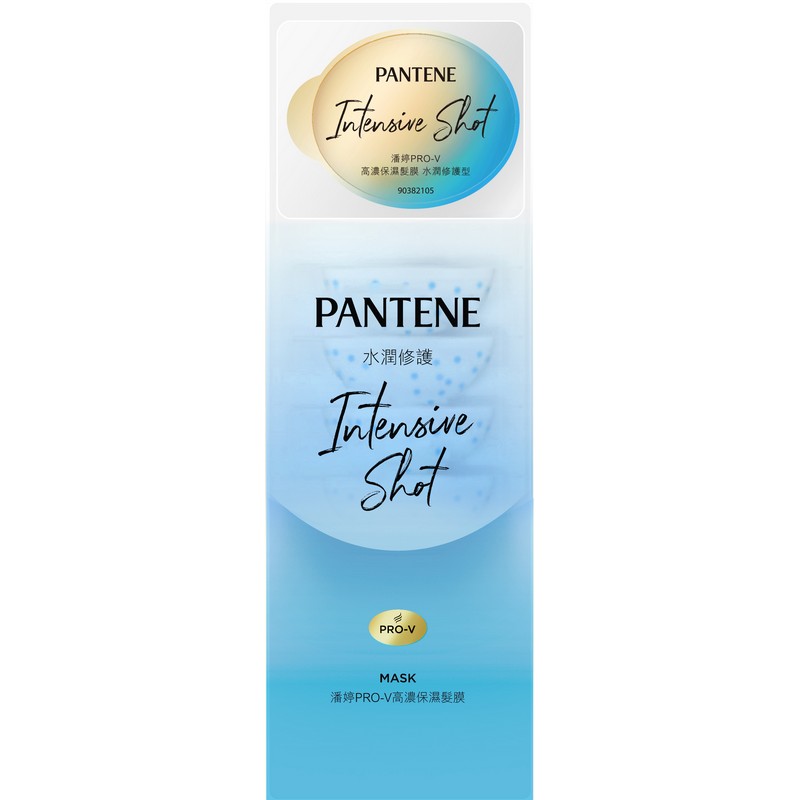 PANTENE
Intensive Shot
潘婷PRO-V
高濃保濕髮膜 水潤修護型
90382105
PANTENE
水潤修護
Intensive
Shot
PRO-V
MASK
潘婷PRO-V高濃保濕髮膜